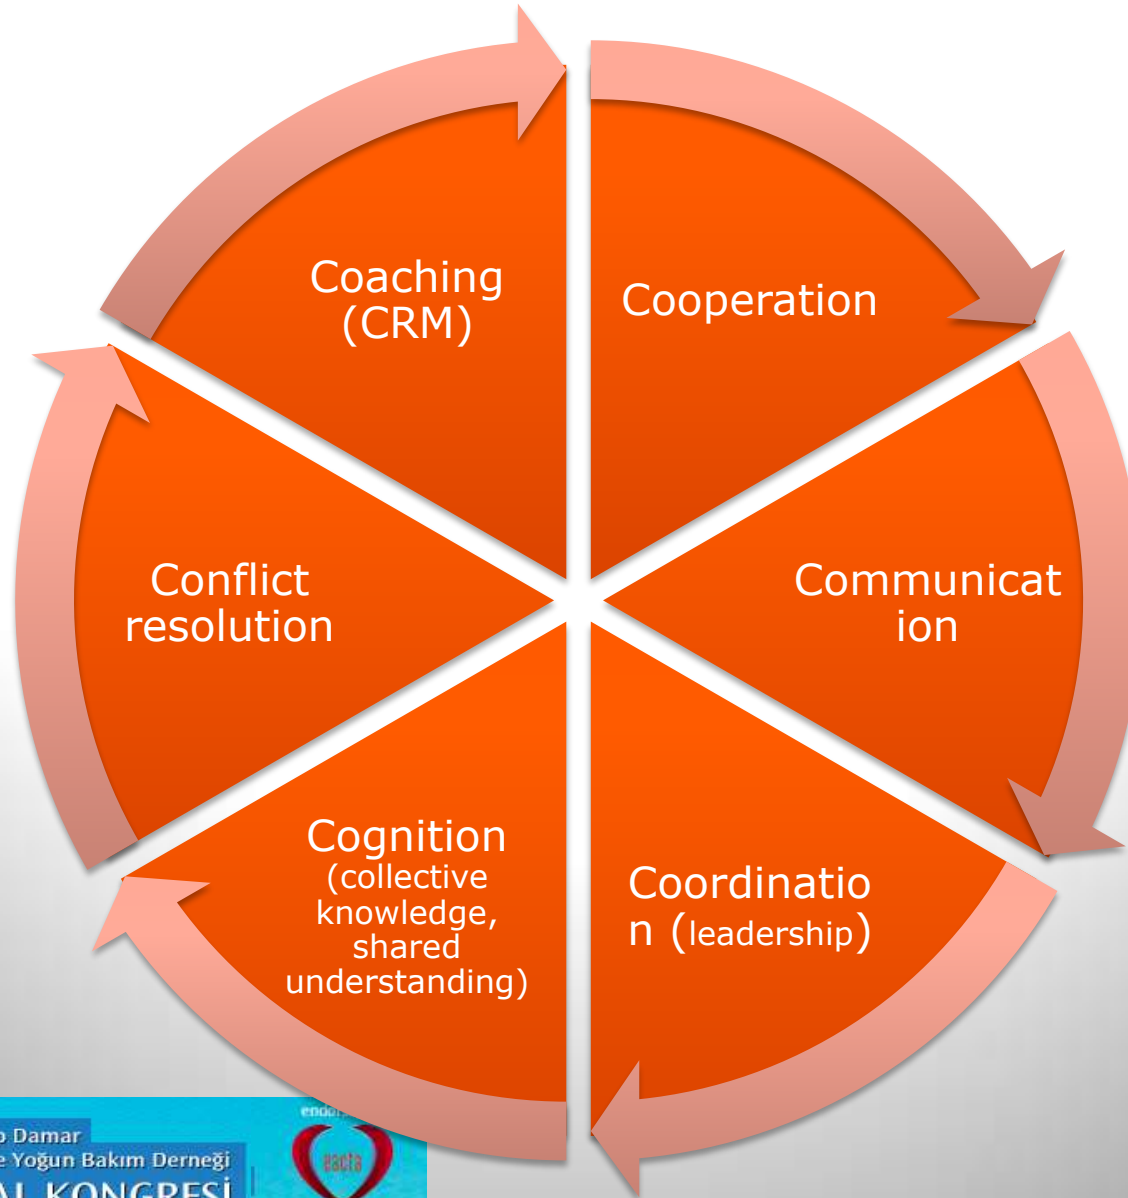 Coaching
(CRM)
Cooperation
Conflict
resolution
Communicat
ion
Cognition
(collective
knowledge,
shared
understanding)
Coordinatio
n (leadership)
Damar
Yoğun Bakım Derneği
KONGRESİ
eacta